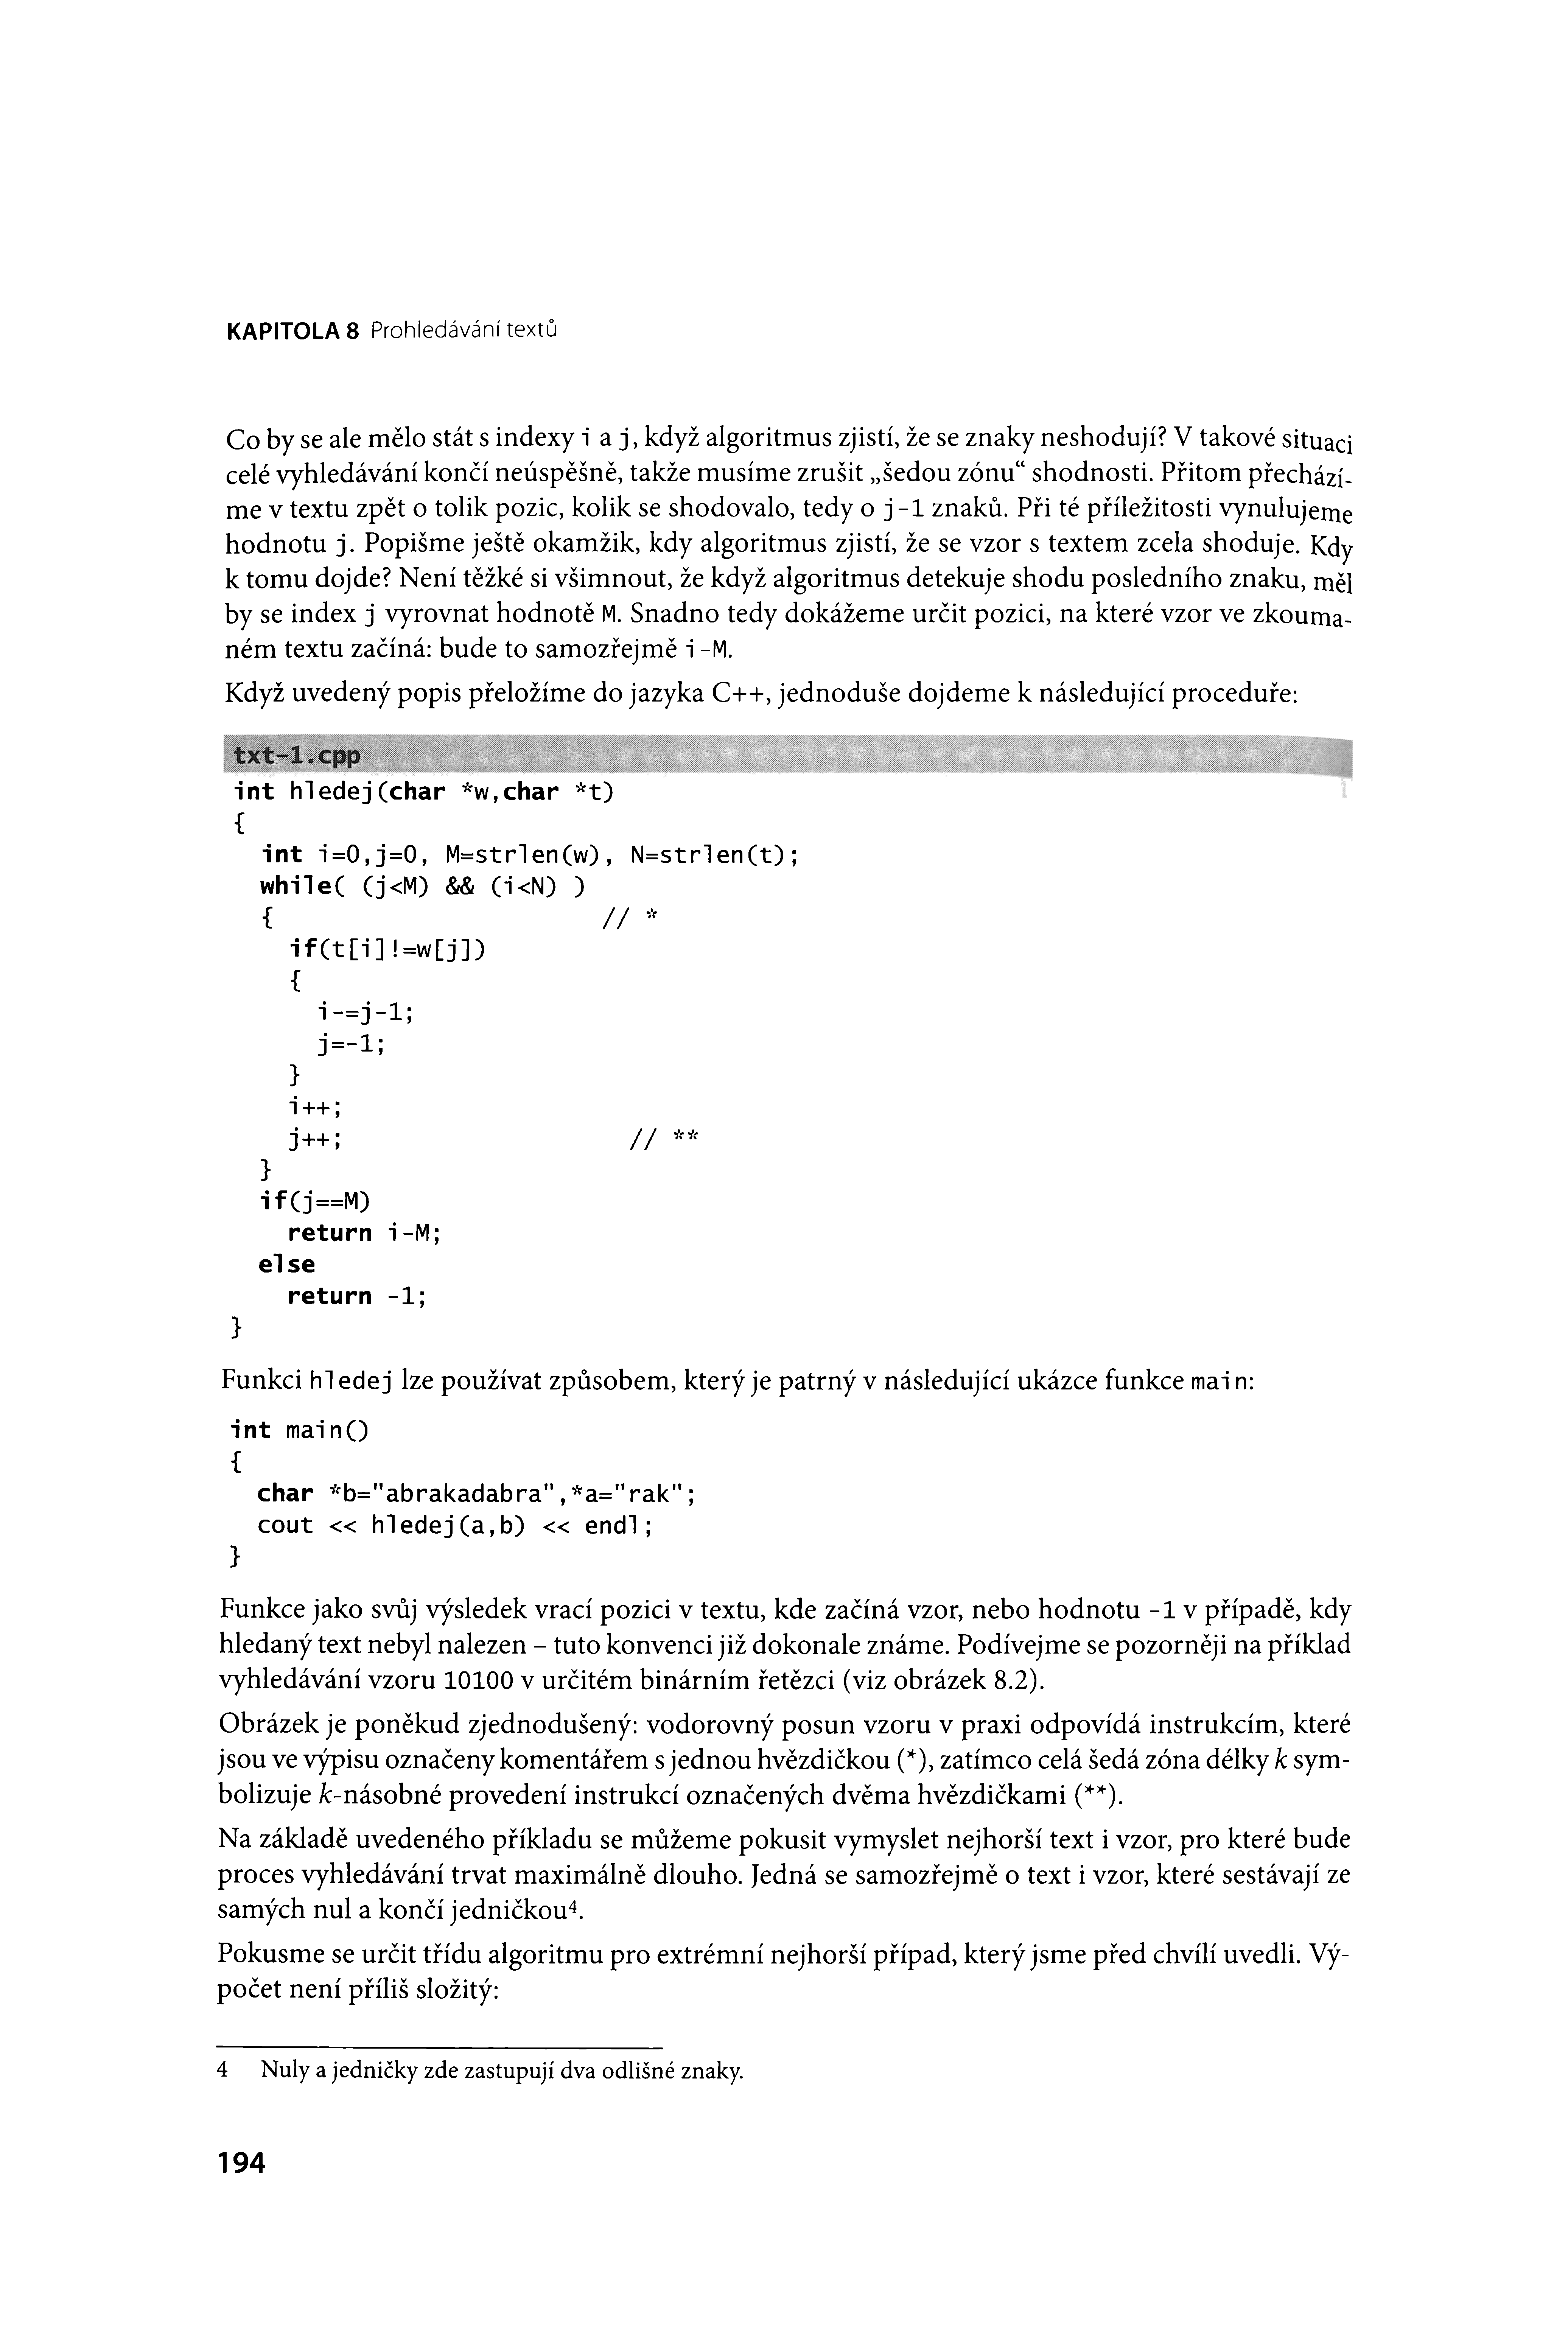 KAPITOLA 8 Prohledávání textů
Co by se ale mělo stát s indexy i a j, když algoritmus zjistí, že se znaky neshodují? V takové situaci
celé vyhledávání končí neúspěšně, takže musíme zrušit „šedou zónu“ shodnosti. Přitom přechází-
me v textu zpět o tolik pozic, kolik se shodovalo, tedy o j-1 znaků. Při té příležitosti vynulujeme
hodnotu j. Popišme ještě okamžik, kdy algoritmus zjistí, že se vzor s textem zcela shoduje. Kdy
k tomu dojde? Není těžké si všimnout, že když algoritmus detekuje shodu posledního znaku, měl
by se index j vyrovnat hodnotě M. Snadno tedy dokážeme určit pozici, na které vzor ve zkouma-
ném textu začíná: bude to samozřejmě i-M.
Když uvedený popis přeložíme do jazyka C++, jednoduše dojdeme k následující proceduře:
txt-1.cpp
int hledej(char *w,char *t)
{
  int i=0,j=0, M=strlen(w), N=strlen(t);
  while( (j<M) && (i<N) )
  {                        // *
    if(t[i]!=w[j])
    {
      i-=j-1;
      j=-1;
    }
    i++;
    j++;                     // **
  }
  if(j==M)
    return i-M;
  else
    return -1;
}
Funkci hledej lze používat způsobem, který je patrný v následující ukázce funkce main:
int main()
{
  char *b="abrakadabra",*a="rak";
  cout << hledej(a,b) << endl;
}
Funkce jako svůj výsledek vrací pozici v textu, kde začíná vzor, nebo hodnotu -1 v případě, kdy
hledaný text nebyl nalezen – tuto konvenci již dokonale známe. Podívejme se pozorněji na příklad
vyhledávání vzoru 10100 v určitém binárním řetězci (viz obrázek 8.2).
Obrázek je poněkud zjednodušený: vodorovný posun vzoru v praxi odpovídá instrukcím, které
jsou ve výpisu označeny komentářem s jednou hvězdičkou (*), zatímco celá šedá zóna délky k sym-
bolizuje k-násobné provedení instrukcí označených dvěma hvězdičkami (**).
Na základě uvedeného příkladu se můžeme pokusit vymyslet nejhorší text i vzor, pro které bude
proces vyhledávání trvat maximálně dlouho. Jedná se samozřejmě o text i vzor, které sestávají ze
samých nul a končí jedničkou⁴.
Pokusme se určit třídu algoritmu pro extrémní nejhorší případ, který jsme před chvílí uvedli. Vý-
počet není příliš složitý:
4 Nuly a jedničky zde zastupují dva odlišné znaky.
194